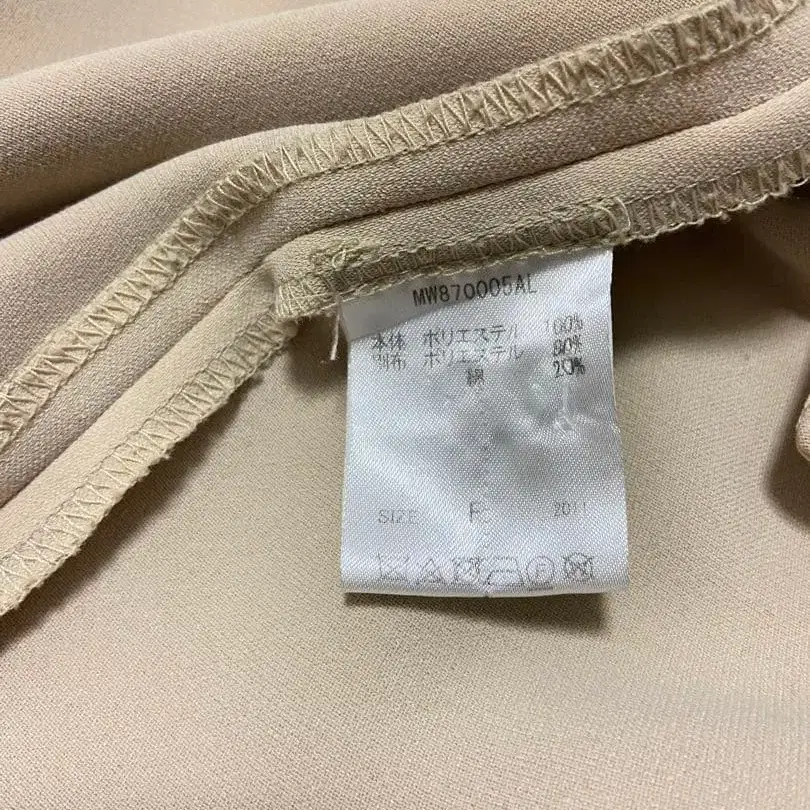 MW870005AL
本体 ポリエステル 100%
別布 ポリエステル 80%
綿 20%
SIZE F 2011